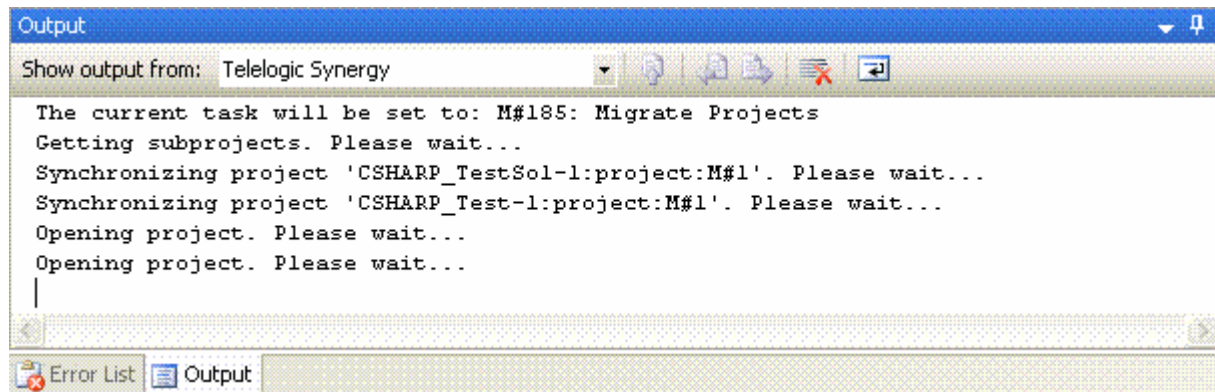 Output
Show output from: Telelogic Synergy
The current task will be set to: M#185: Migrate Projects
Getting subprojects. Please wait...
Synchronizing project 'CSHARP_TestSol-1:project:M#1'. Please wait...
Synchronizing project 'CSHARP_Test-1:project:M#1'. Please wait...
Opening project. Please wait...
Opening project. Please wait...
Error List Output